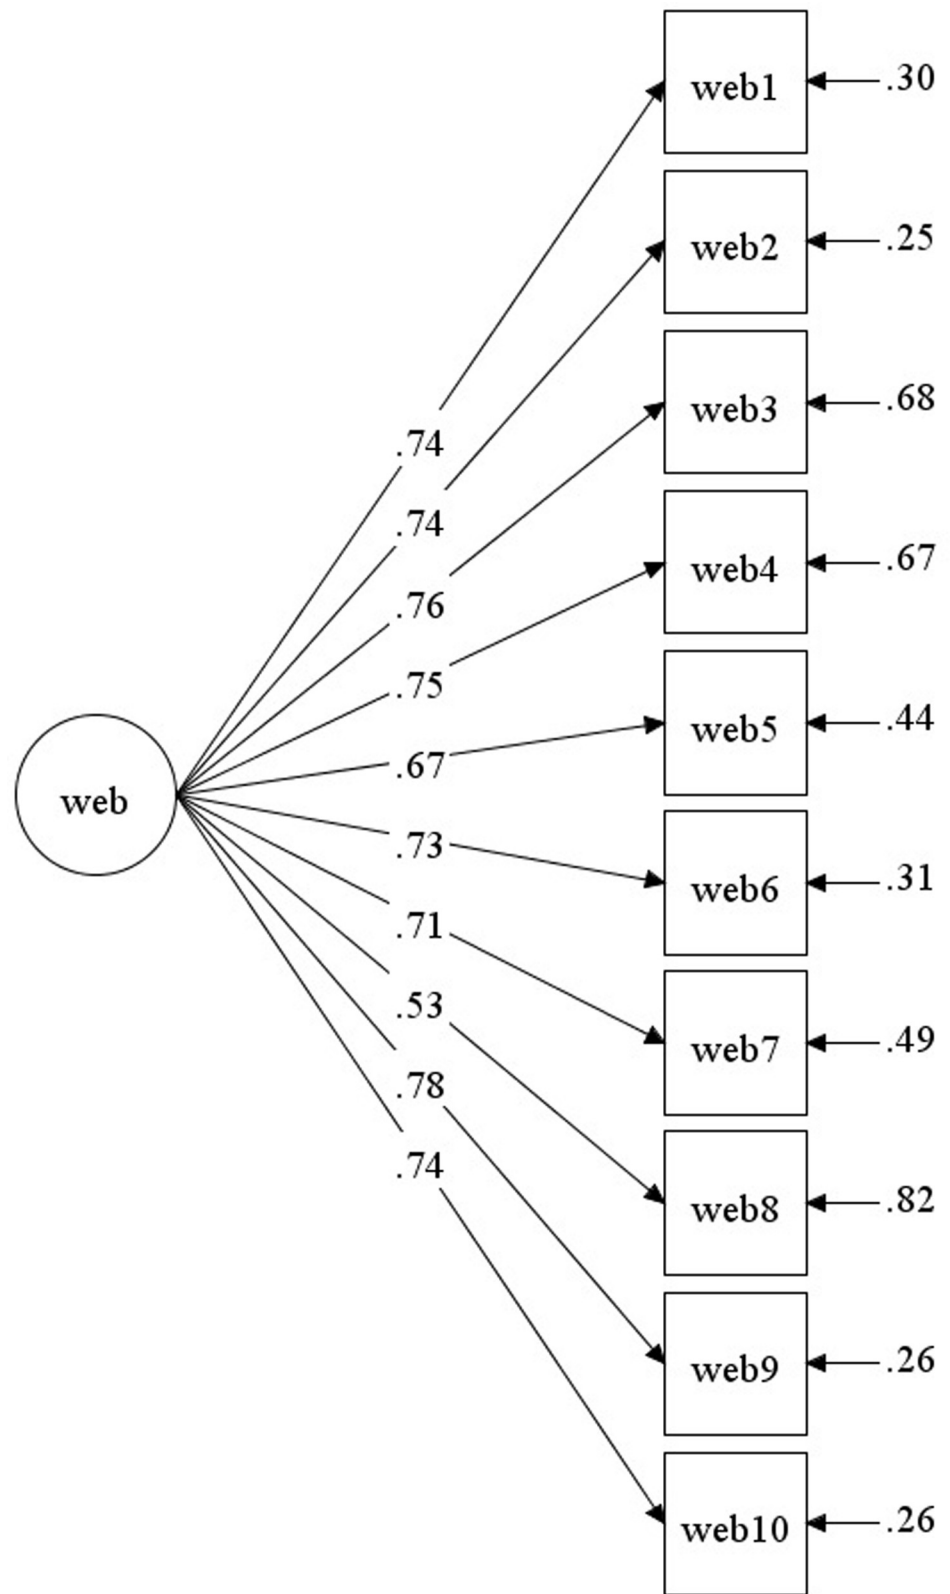 web1 .30
web2 .25
web3 .68
.74
.74
web4 .67
.76
.75
web5 .44
.67
web
.73
web6 .31
.71
.53
web7 .49
.78
.74
web8 .82
web9 .26
web10 .26